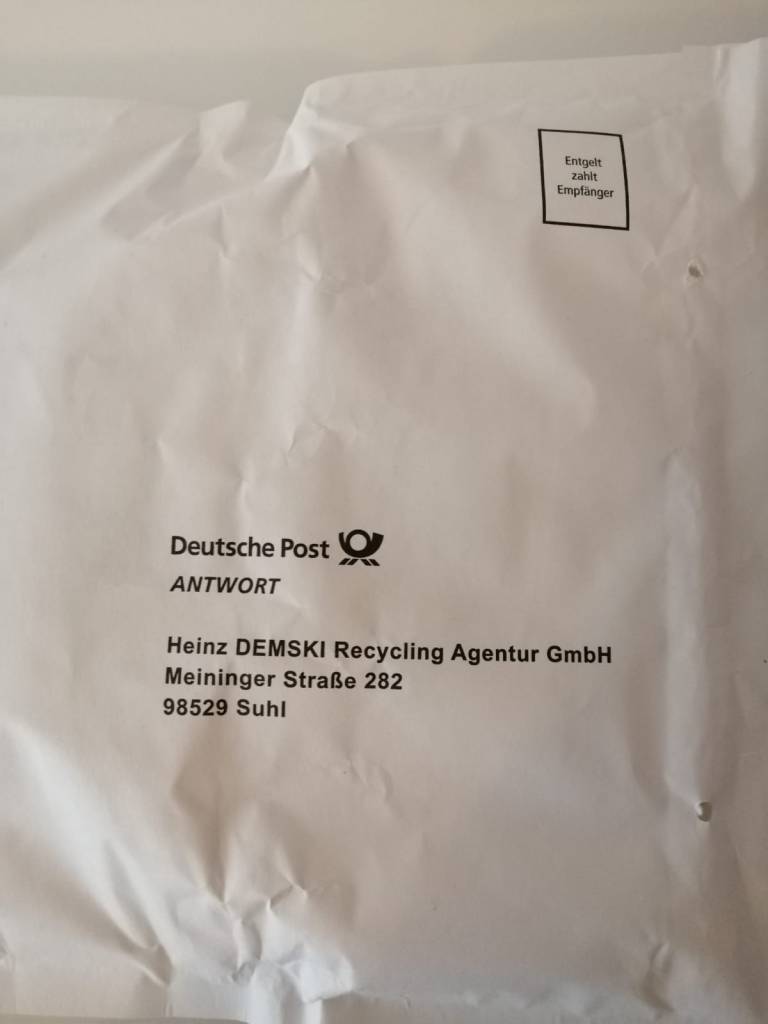 Entgelt
zahlt
Empfänger
Deutsche Post
ANTWORT
Heinz DEMSKI Recycling Agentur GmbH
Meininger Straße 282
98529 Suhl